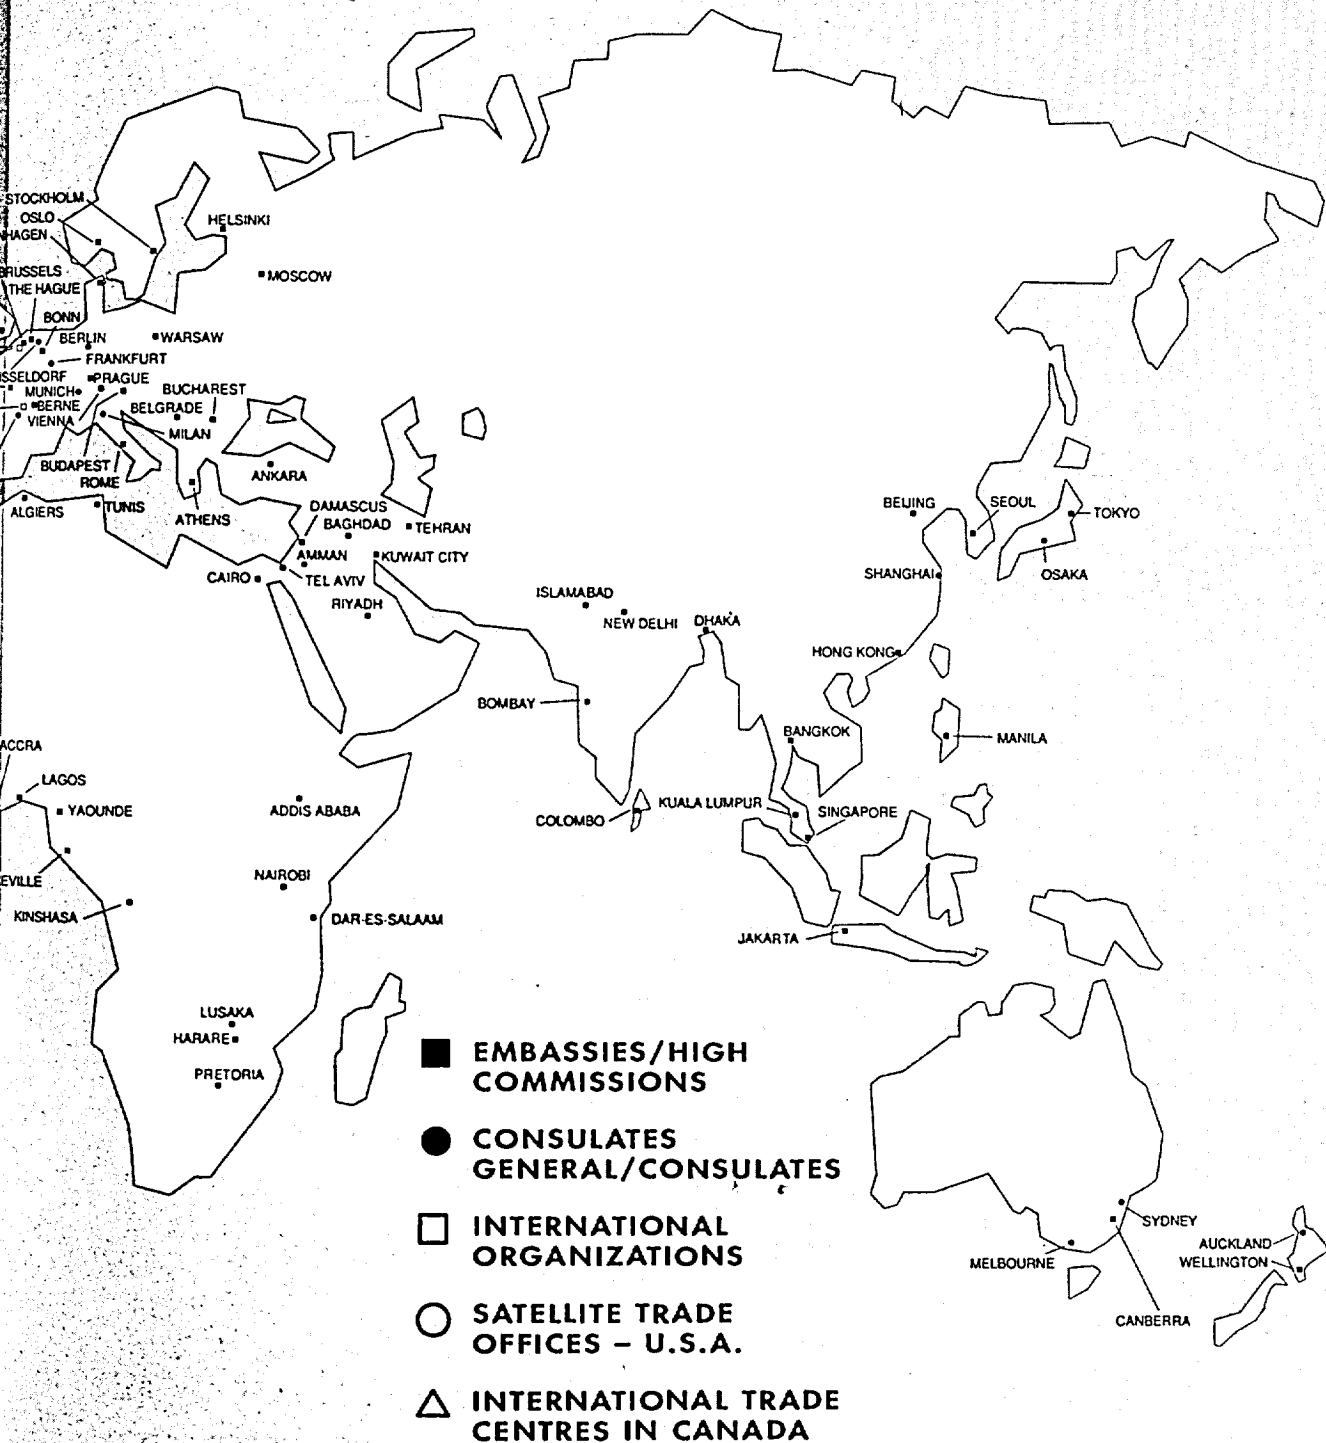 STOCKHOLM
OSLO
HAGEN
HELSINKI
MOSCOW
BRUSSELS
THE HAGUE
BONN
BERLIN
WARSAW
FRANKFURT
SSELDORF
PRAGUE
MUNICH
BUCHAREST
BERNE
BELGRADE
VIENNA
MILAN
BUDAPEST
ROME
ANKARA
ALGIERS
TUNIS
ATHENS
DAMASCUS
BAGHDAD
TEHRAN
AMMAN
KUWAIT CITY
CAIRO
TEL AVIV
RIYADH
BEIJING
SEOUL
TOKYO
SHANGHAI
OSAKA
ISLAMABAD
NEW DELHI
DHAKA
HONG KONG
BOMBAY
BANGKOK
MANILA
ACCRA
LAGOS
YAOUNDE
ADDIS ABABA
COLOMBO
KUALA LUMPUR
SINGAPORE
EVILLE
NAIROBI
KINSHASA
DAR-ES-SALAAM
JAKARTA
LUSAKA
HARARE
PRETORIA
EMBASSIES/HIGH
COMMISSIONS
CONSULATES
GENERAL/CONSULATES
INTERNATIONAL
ORGANIZATIONS
SATELLITE TRADE
OFFICES – U.S.A.
INTERNATIONAL TRADE
CENTRES IN CANADA
SYDNEY
MELBOURNE
AUCKLAND
WELLINGTON
CANBERRA